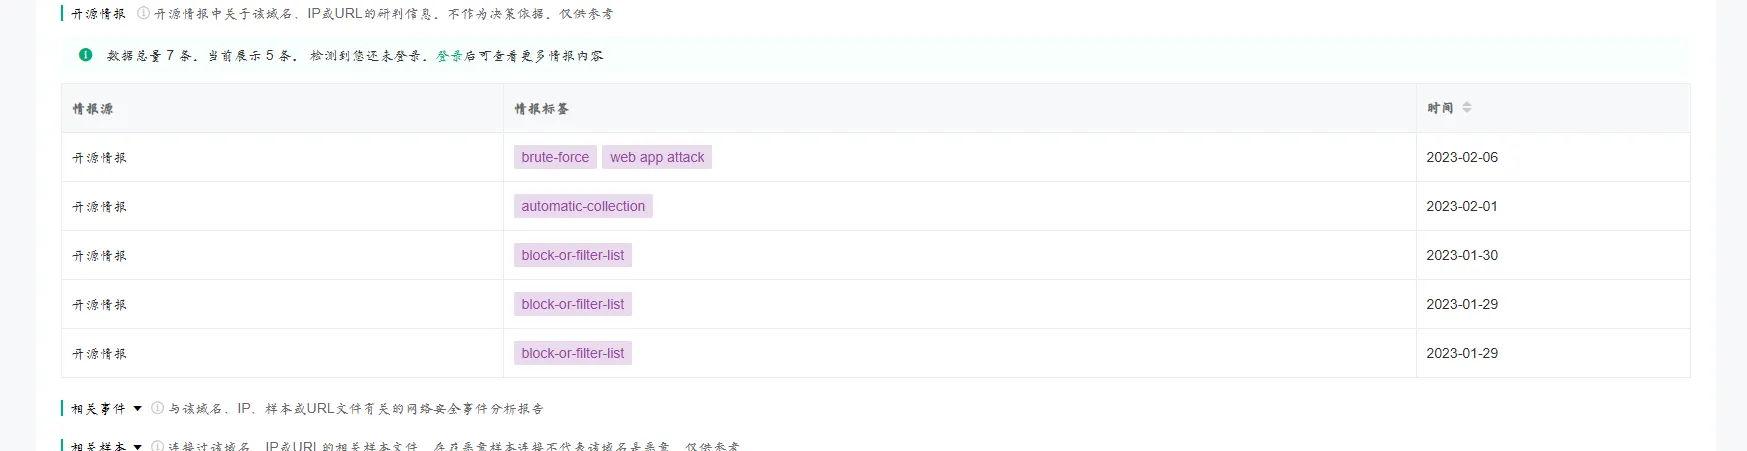 开源情报 开源情报中关于该域名、IP或URL的研判信息。不作为决策依据。仅供参考
数据总量 7 条。当前展示 5 条。 检测到您还未登录。登录后可查看更多情报内容
情报源 情报标签 时间
开源情报 brute-force web app attack 2023-02-06
开源情报 automatic-collection 2023-02-01
开源情报 block-or-filter-list 2023-01-30
开源情报 block-or-filter-list 2023-01-29
开源情报 block-or-filter-list 2023-01-29
相关事件 与该域名、IP、样本或URL文件有关的网络安全事件分析报告
相关样本 连接过该域名、IP或URL的相关样本文件。存在恶意样本连接不代表该域名是恶意。仅供参考